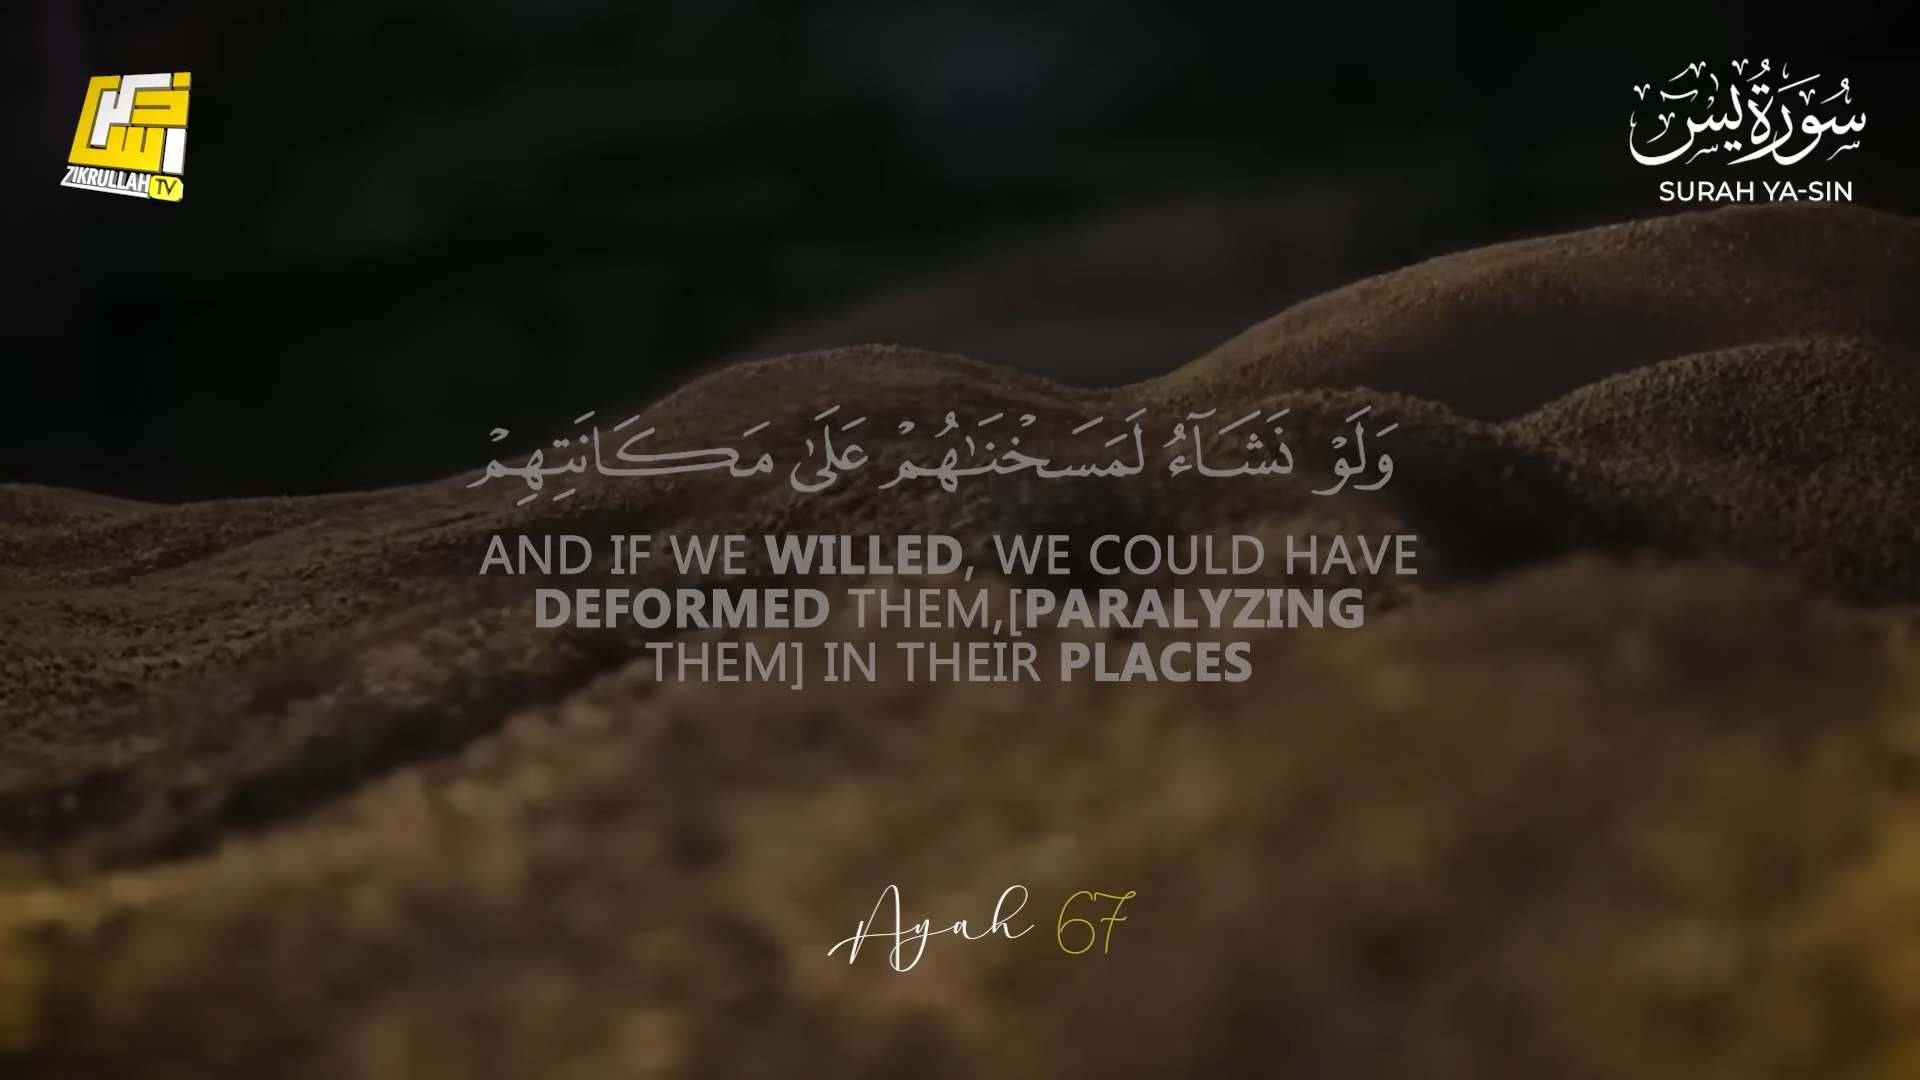 ZIKRULLAH TV
سُورَةُ يسٓ
SURAH YA-SIN
وَلَوْ نَشَآءُ لَمَسَخْنَٰهُمْ عَلَىٰ مَكَانَتِهِمْ
AND IF WE WILLED, WE COULD HAVE
DEFORMED THEM,[PARALYZING
THEM] IN THEIR PLACES
Ayah 67